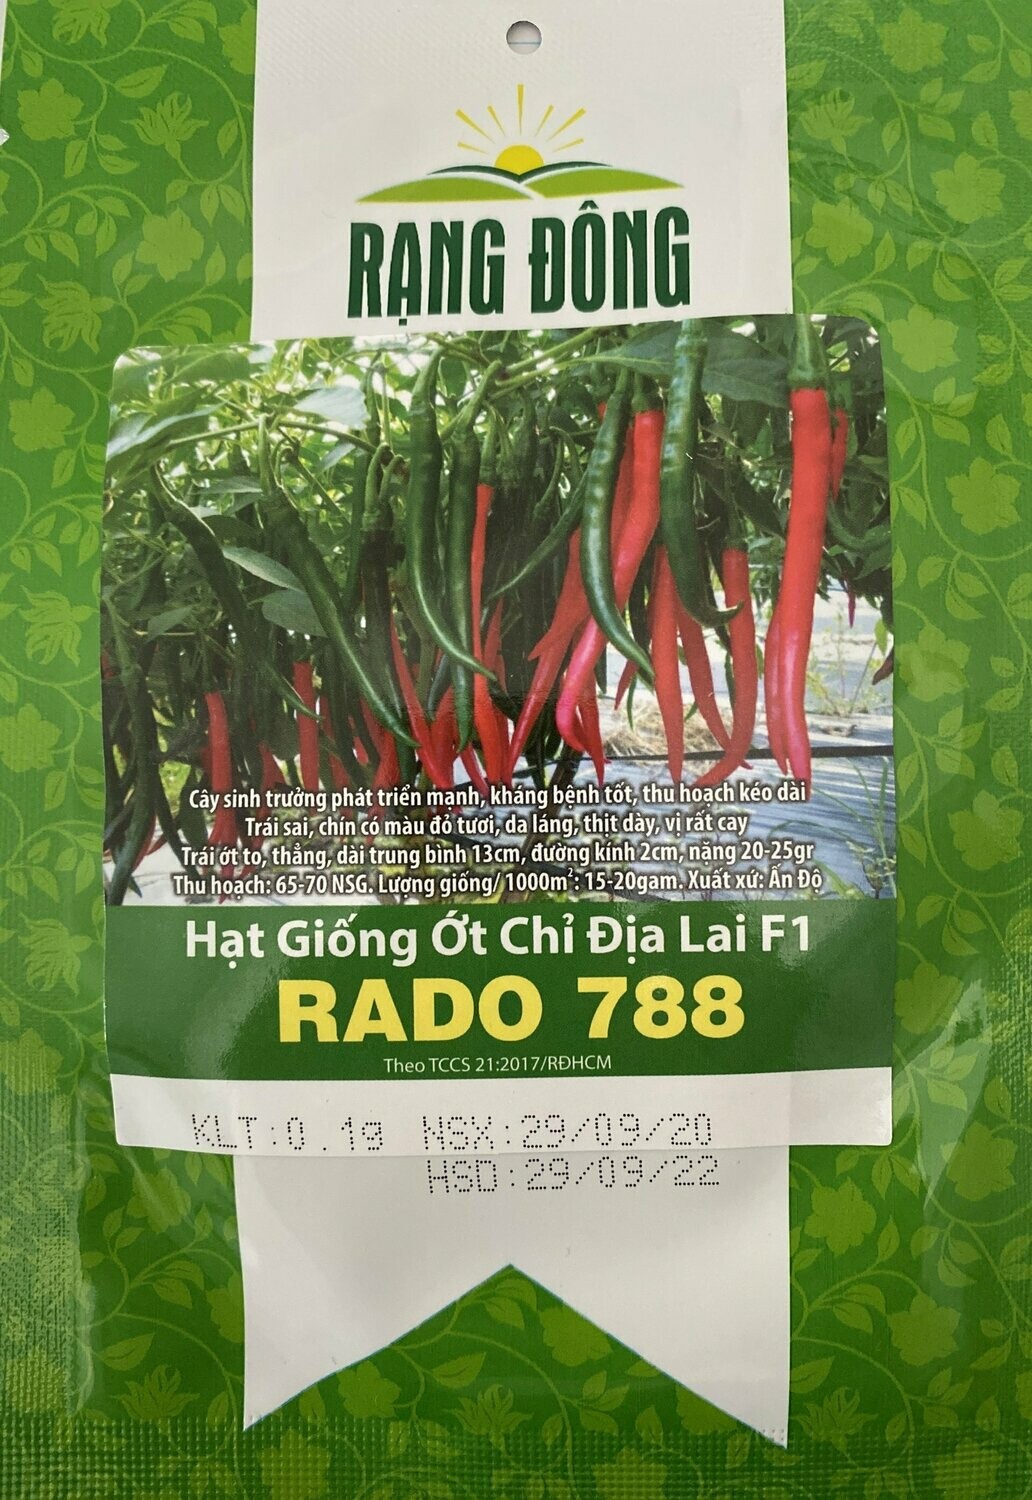 RẠNG ĐÔNG
Cây sinh trưởng phát triển mạnh, kháng bệnh tốt, thu hoạch kéo dài
Trái sai, chín có màu đỏ tươi, da láng, thịt dày, vị rất cay
Trái ớt to, thẳng, dài trung bình 13cm, đường kính 2cm, nặng 20-25gr
Thu hoạch: 65-70 NSG. Lượng giống/ 1000m²: 15-20gam. Xuất xứ: Ấn Độ
Hạt Giống Ớt Chỉ Địa Lai F1
RADO 788
Theo TCCS 21:2017/RĐHCM
KLT:0.1g NSX:29/09/20
HSD:29/09/22